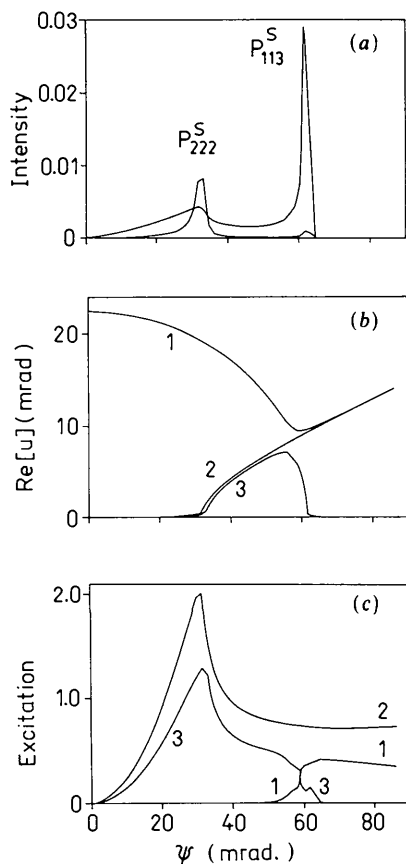 (a)
0.03
0.02
0.01
0
Intensity
P^S_222
P^S_113
(b)
20
10
0
Re[u] (mrad)
1
2
3
(c)
2.0
1.0
0
Excitation
3
2
1
1
3
0
20
40
60
80
ψ (mrad.)